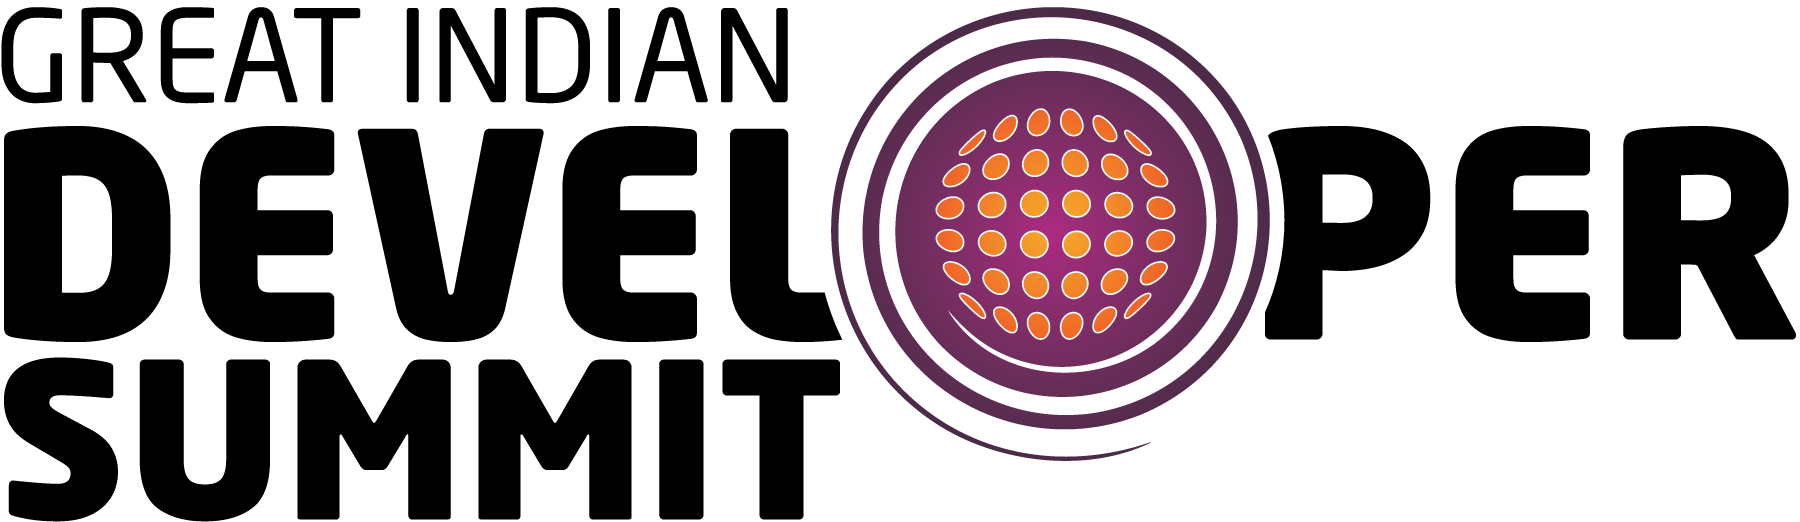 GREAT INDIAN
DEVELOPER
SUMMIT